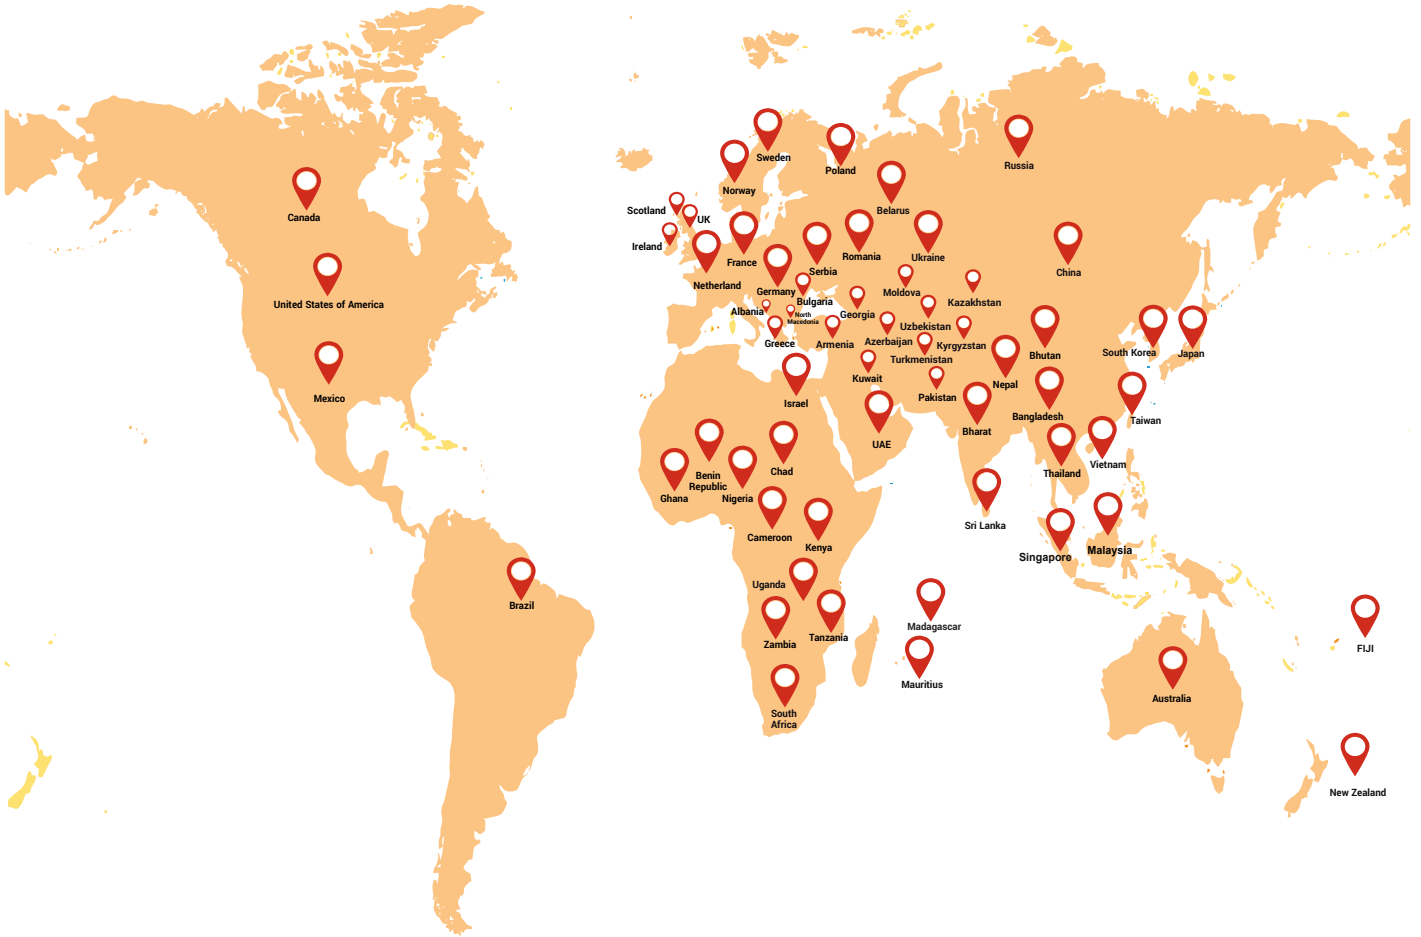 Sweden
Poland
Russia
Norway
Canada
Scotland
UK
Belarus
Ireland
France
Romania
Ukraine
Serbia
China
Netherland
Germany
Moldova
Bulgaria
Kazakhstan
United States of America
Albania
North
Macedonia
Georgia
Uzbekistan
Greece
Armenia
Azerbaijan
Kyrgyzstan
Turkmenistan
Bhutan
South Korea
Japan
Kuwait
Nepal
Mexico
Israel
Pakistan
Bangladesh
Taiwan
UAE
Bharat
Vietnam
Chad
Thailand
Benin
Republic
Ghana
Nigeria
Sri Lanka
Cameroon
Kenya
Malaysia
Singapore
Uganda
Brazil
Madagascar
Zambia
Tanzania
FIJI
Mauritius
Australia
South
Africa
New Zealand